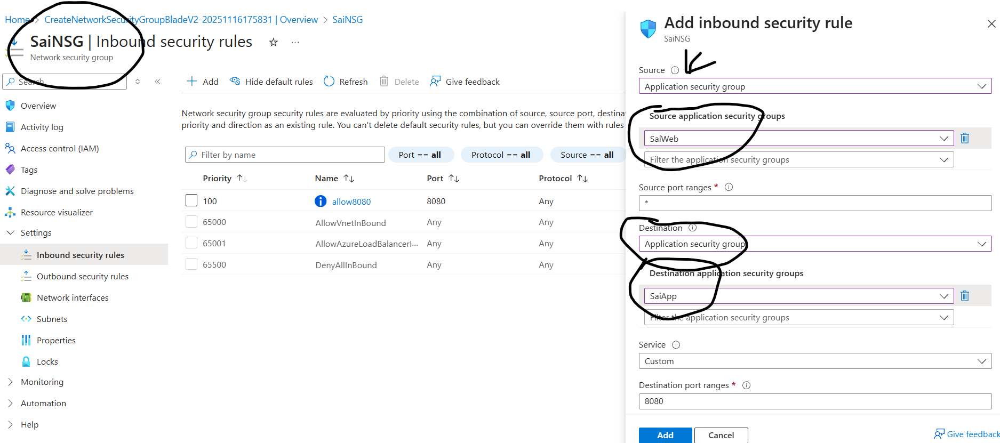 Home > CreateNetworkSecurityGroupBladeV2-20251116175831 | Overview > SaiNSG
SaiNSG | Inbound security rules
Network security group
Search
Overview
Activity log
Access control (IAM)
Tags
Diagnose and solve problems
Resource visualizer
Settings
Inbound security rules
Outbound security rules
Network interfaces
Subnets
Properties
Locks
Monitoring
Automation
Help
Add Hide default rules Refresh Delete Give feedback
Network security group security rules are evaluated by priority using the combination of source, source port, destina
priority and direction as an existing rule. You can't delete default security rules, but you can override them with rules
Filter by name Port == all Protocol == all Source == all
Priority Name Port Protocol
100 allow8080 8080 Any
65000 AllowVnetInBound Any Any
65001 AllowAzureLoadBalancerI... Any Any
65500 DenyAllInBound Any Any
Add inbound security rule
SaiNSG
Source
Application security group
Source application security groups
SaiWeb
Filter the application security groups
Source port ranges *
*
Destination
Application security group
Destination application security groups
SaiApp
Filter the application security groups
Service
Custom
Destination port ranges *
8080
Add Cancel Give feedback